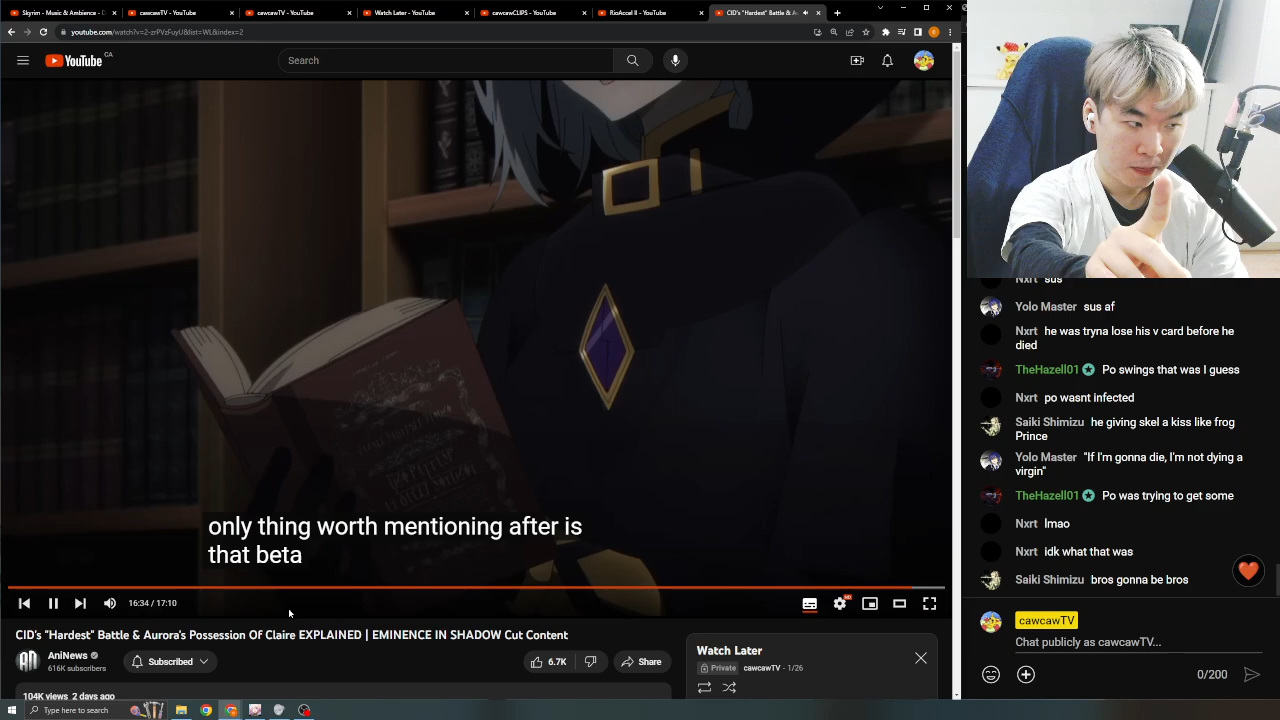 Skyrim - Music & Ambience - D
cawcawTV - YouTube
cawcawTV - YouTube
Watch Later - YouTube
cawcawCLIPS - YouTube
RioAccel II - YouTube
CID's "Hardest" Battle & A
youtube.com/watch?v=2-zrPVzFuyU&list=WL&index=2
YouTube CA
Search
only thing worth mentioning after is
that beta
16:34 / 17:10
CID's "Hardest" Battle & Aurora's Possession Of Claire EXPLAINED | EMINENCE IN SHADOW Cut Content
AniNews
616K subscribers
Subscribed
6.7K
Share
104K views 2 days ago
Watch Later
Private cawcawTV - 1/26
Type here to search
Nxrt sus
Yolo Master sus af
Nxrt he was tryna lose his v card before he
died
TheHazell01 Po swings that was I guess
Nxrt po wasnt infected
Saiki Shimizu he giving skel a kiss like frog
Prince
Yolo Master "If I'm gonna die, I'm not dying a
virgin"
TheHazell01 Po was trying to get some
Nxrt lmao
Nxrt idk what that was
Saiki Shimizu bros gonna be bros
cawcawTV
Chat publicly as cawcawTV...
0/200